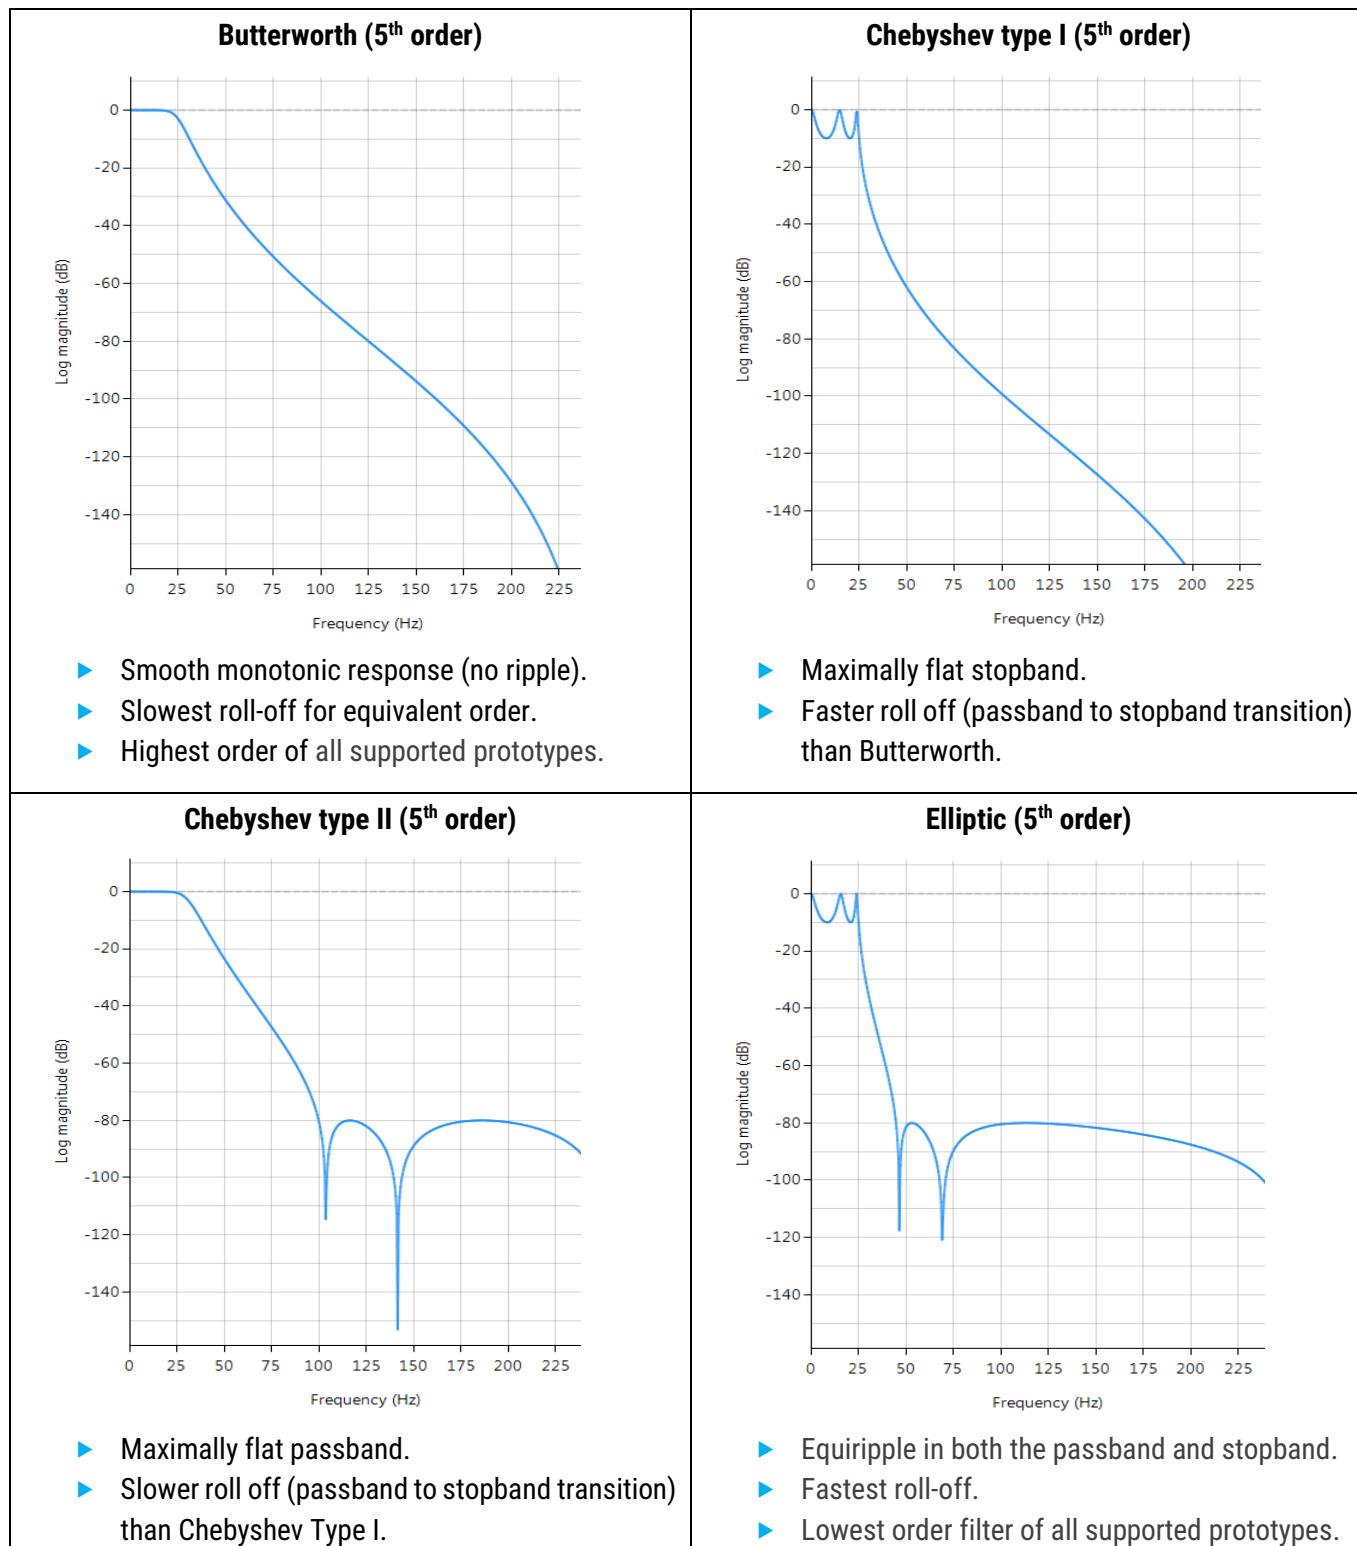 Butterworth (5th order)
0
-20
-40
-60
-80
-100
-120
-140
Log magnitude (dB)
0 25 50 75 100 125 150 175 200 225
Frequency (Hz)
Smooth monotonic response (no ripple).
Slowest roll-off for equivalent order.
Highest order of all supported prototypes.
Chebyshev type I (5th order)
0
-20
-40
-60
-80
-100
-120
-140
Log magnitude (dB)
0 25 50 75 100 125 150 175 200 225
Frequency (Hz)
Maximally flat stopband.
Faster roll off (passband to stopband transition)
than Butterworth.
Chebyshev type II (5th order)
0
-20
-40
-60
-80
-100
-120
-140
Log magnitude (dB)
0 25 50 75 100 125 150 175 200 225
Frequency (Hz)
Maximally flat passband.
Slower roll off (passband to stopband transition)
than Chebyshev Type I.
Elliptic (5th order)
0
-20
-40
-60
-80
-100
-120
-140
Log magnitude (dB)
0 25 50 75 100 125 150 175 200 225
Frequency (Hz)
Equiripple in both the passband and stopband.
Fastest roll-off.
Lowest order filter of all supported prototypes.